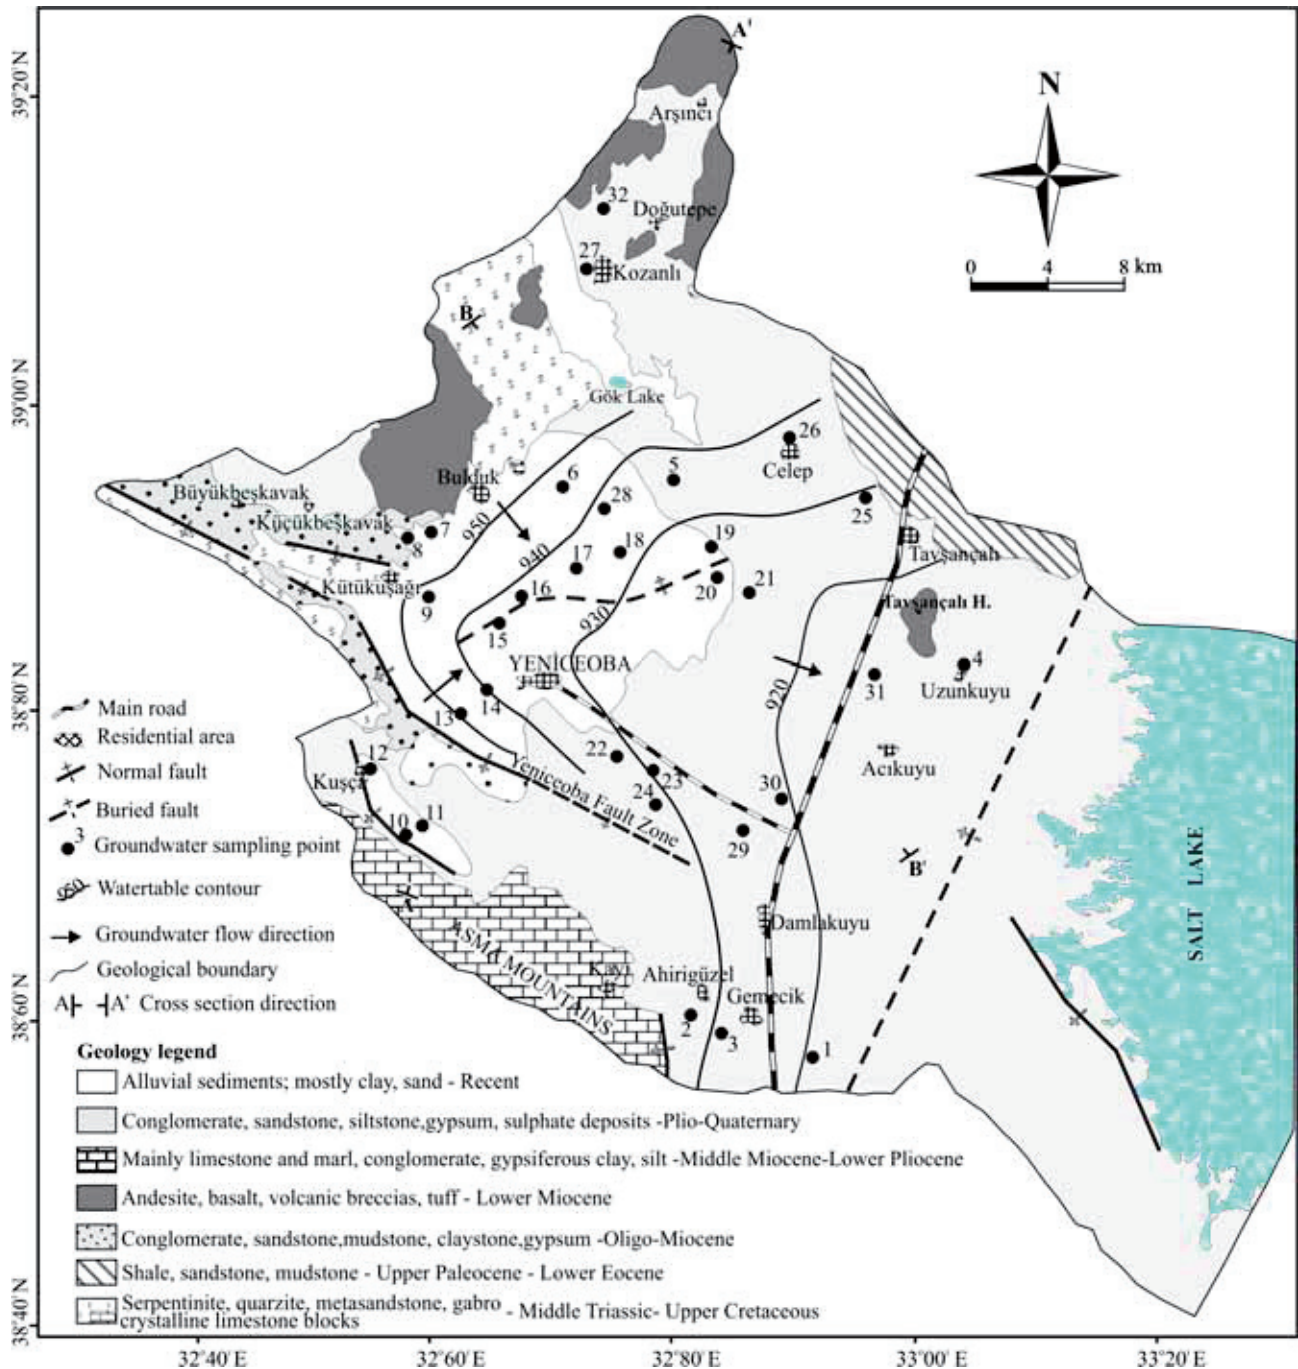 A'
39°20' N
Arşıncı
N
32
Doğutepe
27
Kozanlı
0 4 8 km
B
39°00' N
Gök Lake
26
Celep
Bulduk
6
5
28
25
Büyükbeşkavak
Küçükbeşkavak
7
8
950
940
18
19
Tavşançalı
17
Kütükuşağı
9
16
20
21
930
Tavşançalı H.
15
YENİCEOBA
4
Uzunkuyu
31
920
38°80' N
13
14
Main road
Residential area
12
Kuşça
22
23
Acıkuyu
Normal fault
24
30
Yeniceoba Fault Zone
Buried fault
10
11
29
3
Groundwater sampling point
B'
950
Watertable contour
SALT LAKE
Groundwater flow direction
ASMA MOUNTAINS
Damlakuyu
Geological boundary
Kayı
Ahirigüzel
Gemecik
A A' Cross section direction
38°60' N
2
3
1
Geology legend
Alluvial sediments; mostly clay, sand - Recent
Conglomerate, sandstone, siltstone,gypsum, sulphate deposits -Plio-Quaternary
Mainly limestone and marl, conglomerate, gypsiferous clay, silt -Middle Miocene-Lower Pliocene
Andesite, basalt, volcanic breccias, tuff - Lower Miocene
Conglomerate, sandstone,mudstone, claystone,gypsum -Oligo-Miocene
Shale, sandstone, mudstone - Upper Paleocene - Lower Eocene
Serpentinite, quarzite, metasandstone, gabro - Middle Triassic- Upper Cretaceous
crystalline limestone blocks
38°40' N
32°40' E 32°60' E 32°80' E 33°00' E 33°20' E